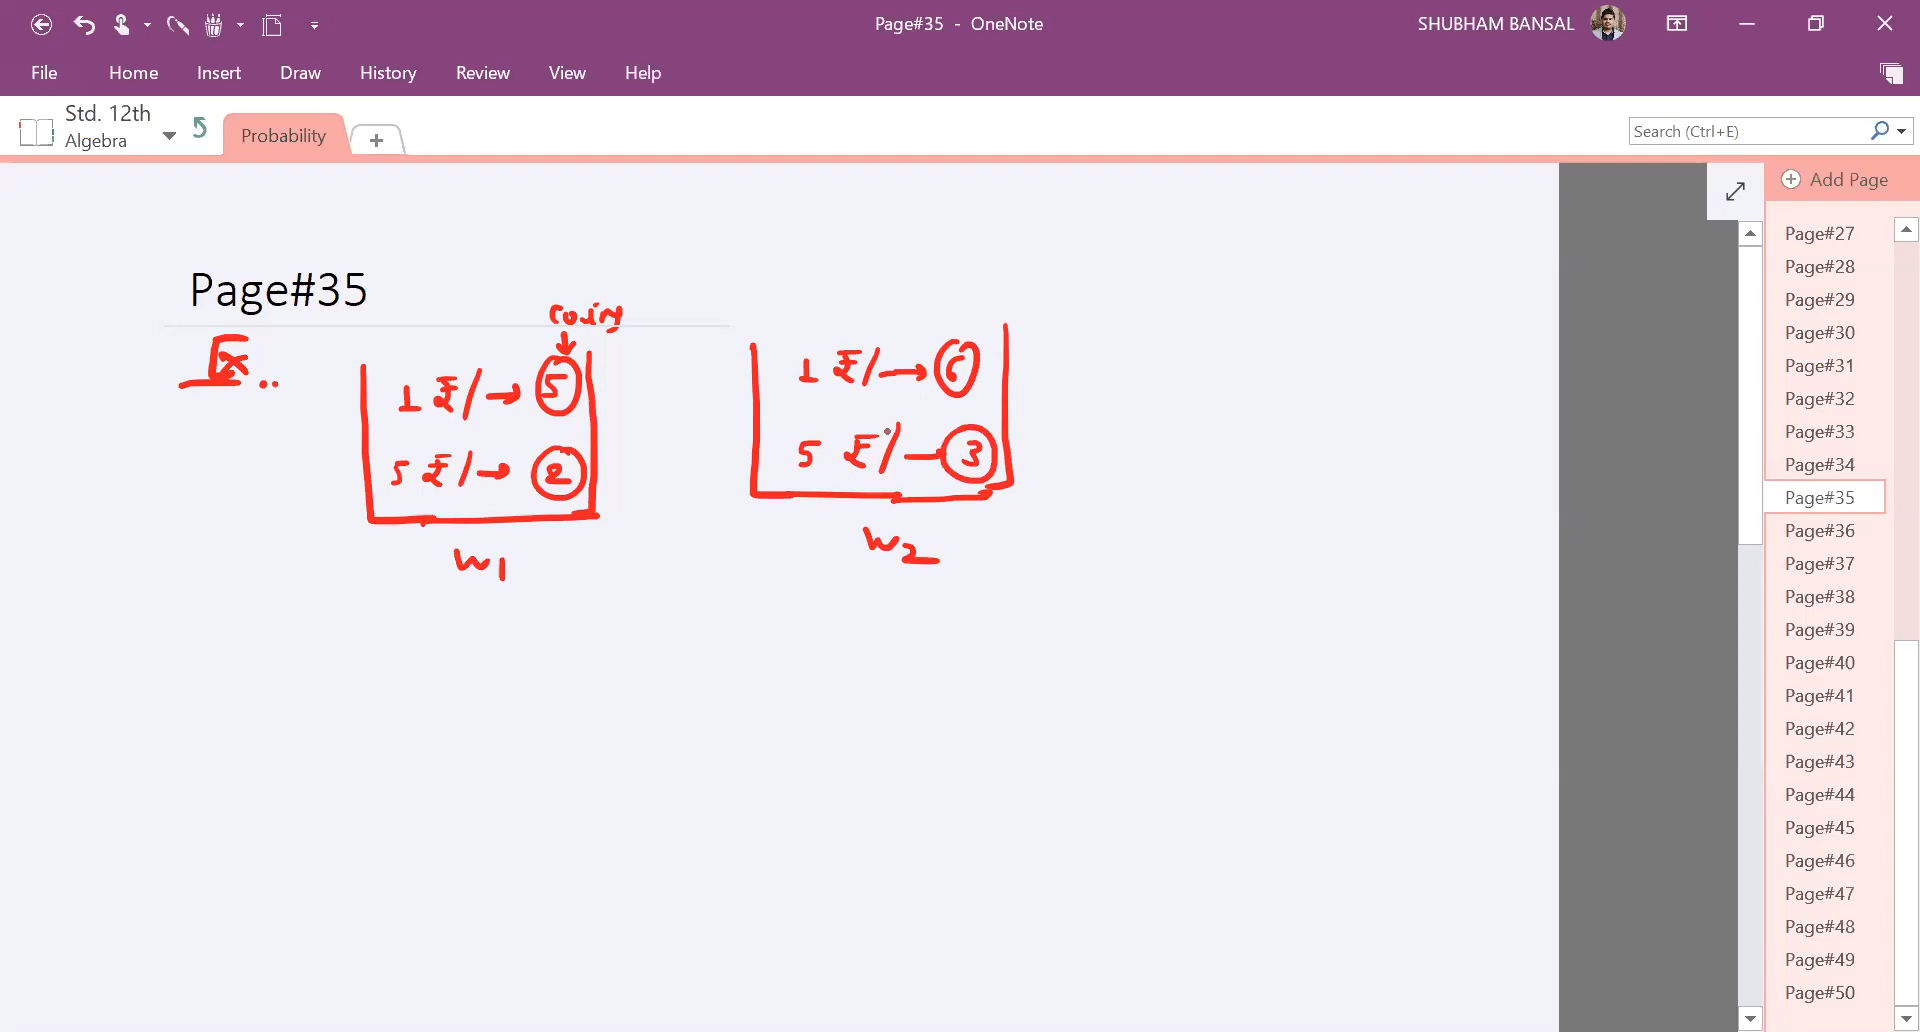 Page#35 - OneNote
SHUBHAM BANSAL
File Home Insert Draw History Review View Help
Std. 12th
Algebra
Probability
+
Search (Ctrl+E)
Add Page
Page#35
Ex..
coins
1 ₹/ → 5
5 ₹/ → 2
W1
1 ₹/ → 6
5 ₹/ — 3
W2
Page#27
Page#28
Page#29
Page#30
Page#31
Page#32
Page#33
Page#34
Page#35
Page#36
Page#37
Page#38
Page#39
Page#40
Page#41
Page#42
Page#43
Page#44
Page#45
Page#46
Page#47
Page#48
Page#49
Page#50